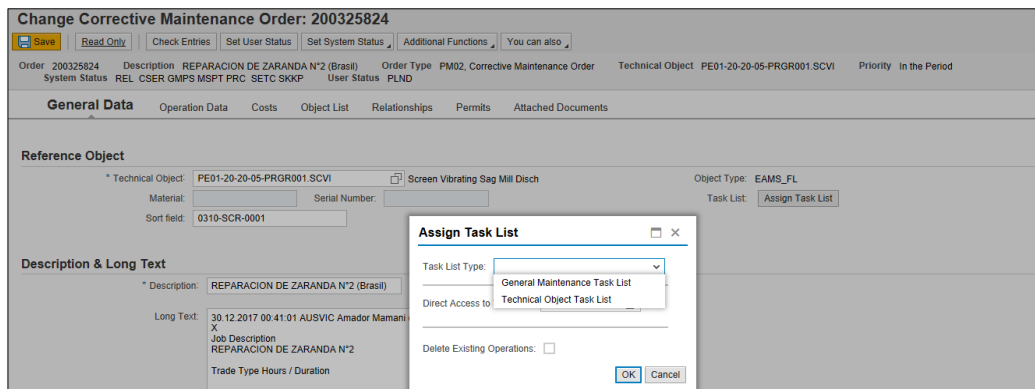 Change Corrective Maintenance Order: 200325824
Save Read Only Check Entries Set User Status Set System Status Additional Functions You can also
Order 200325824 Description REPARACION DE ZARANDA N°2 (Brasil) Order Type PM02, Corrective Maintenance Order Technical Object PE01-20-20-05-PRGR001.SCVI Priority In the Period
System Status REL CSER GMPS MSPT PRC SETC SKKP User Status PLND
General Data Operation Data Costs Object List Relationships Permits Attached Documents
Reference Object
* Technical Object: PE01-20-20-05-PRGR001.SCVI Screen Vibrating Sag Mill Disch Object Type: EAMS_FL
Material: Serial Number: Task List: Assign Task List
Sort field: 0310-SCR-0001
Assign Task List
Task List Type:
General Maintenance Task List
Technical Object Task List
Direct Access to
Delete Existing Operations:
OK Cancel
Description & Long Text
* Description: REPARACION DE ZARANDA N°2 (Brasil)
Long Text: 30.12.2017 00:41:01 AUSVIC Amador Mamani
X
Job Description
REPARACION DE ZARANDA N°2
Trade Type Hours / Duration